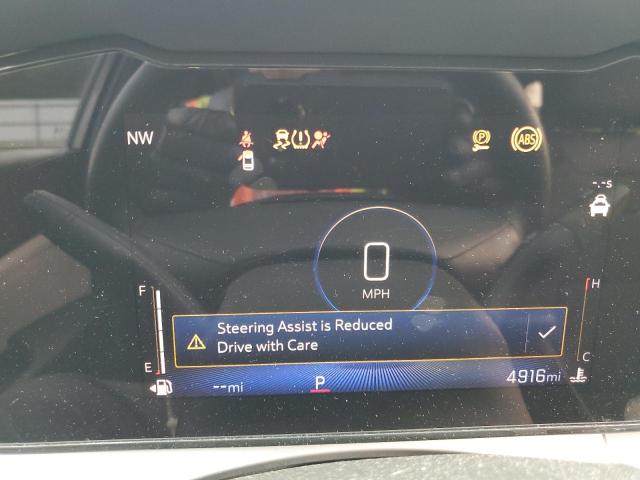 NW
(P)
ABS
-.-s
0
MPH
F
H
Steering Assist is Reduced
Drive with Care
E
C
--mi
P
4916mi